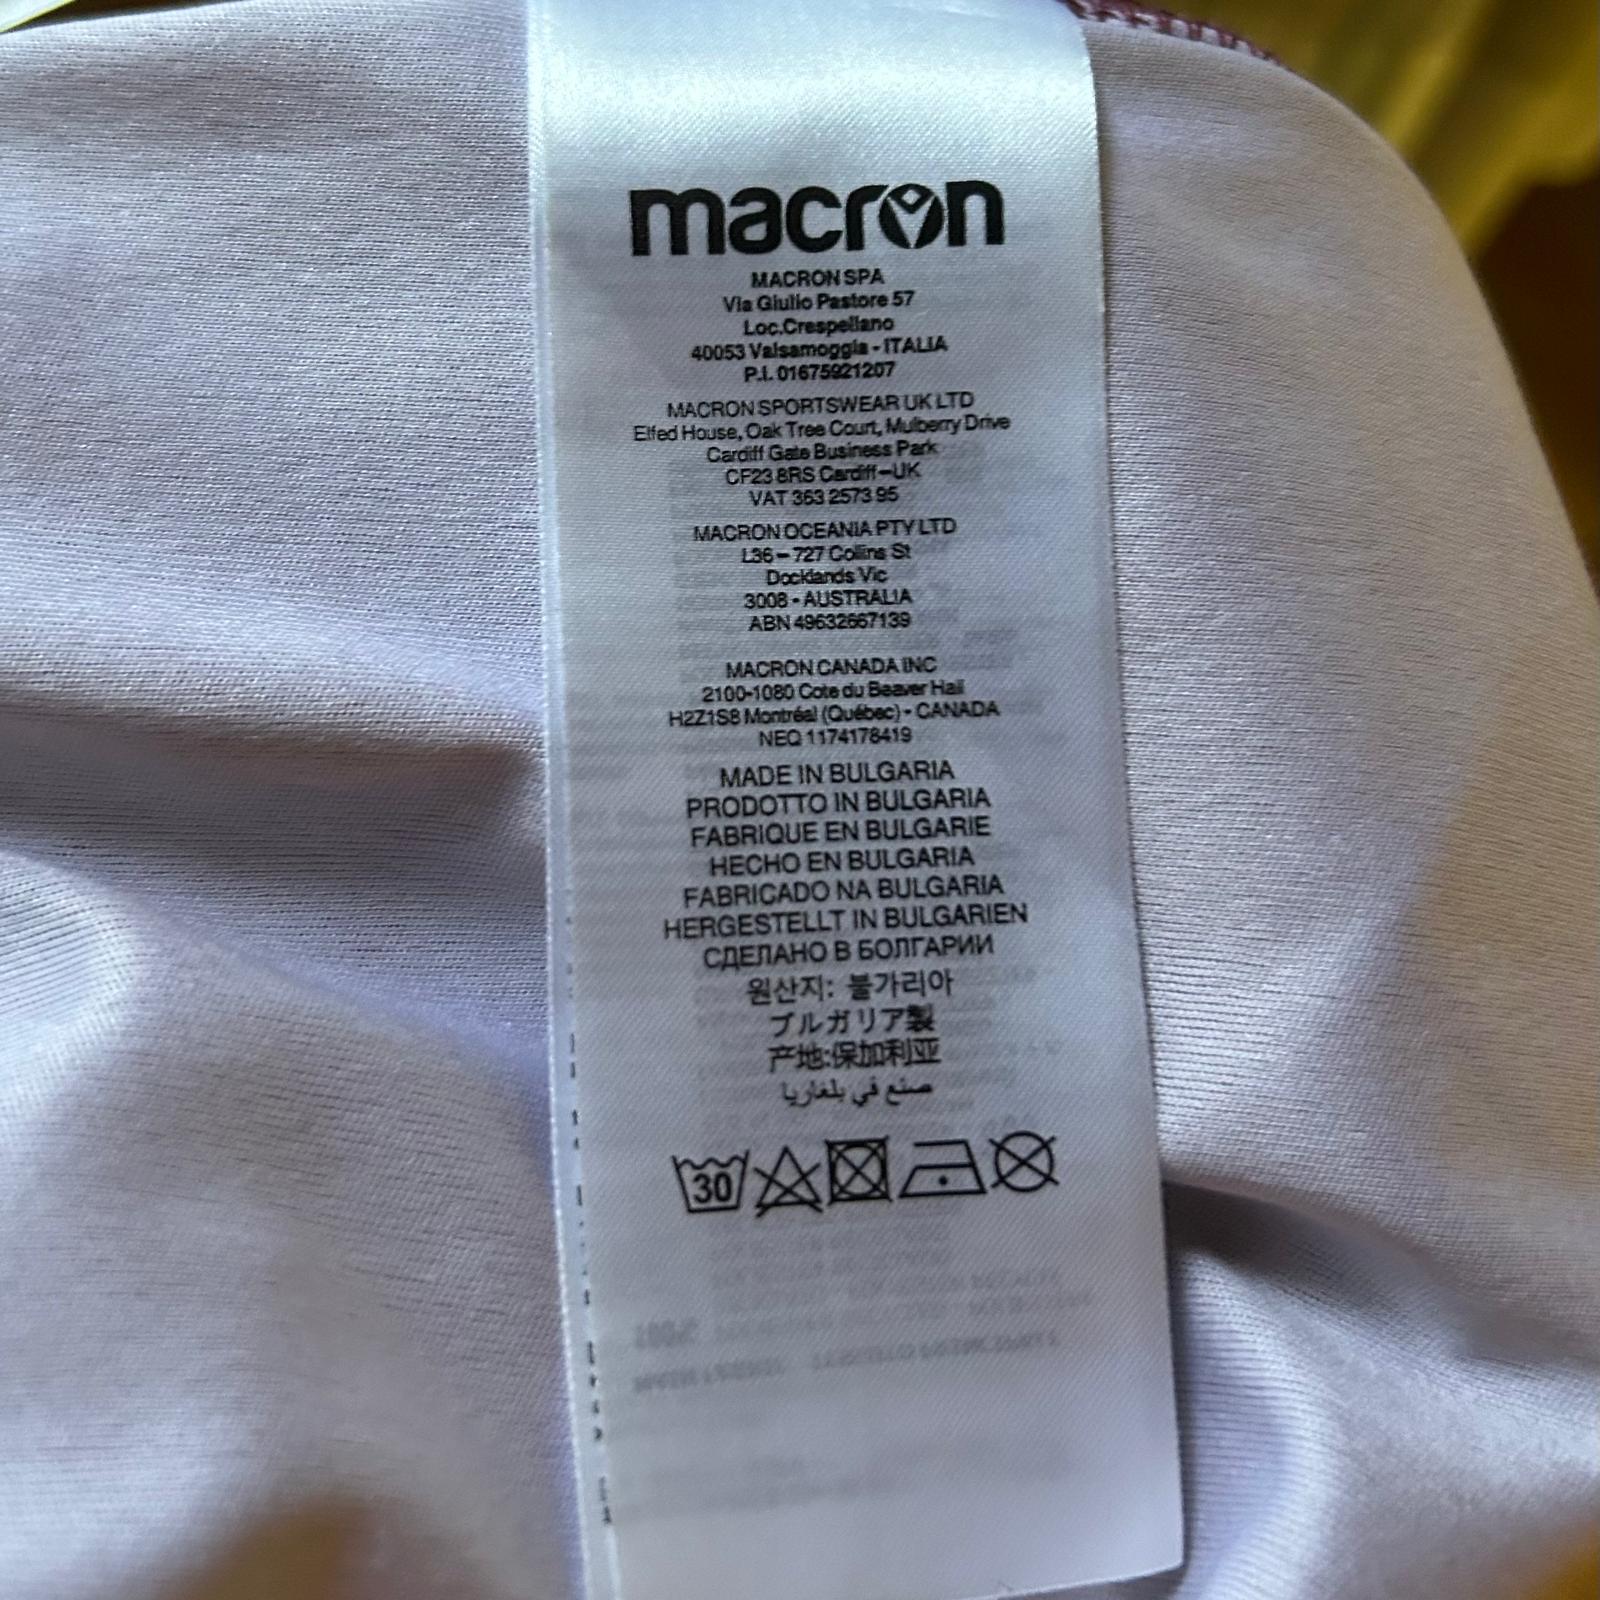 macron
MACRON SPA
Via Giulio Pastore 57
Loc.Crespellano
40053 Valsamoggia - ITALIA
P.I. 01675921207
MACRON SPORTSWEAR UK LTD
Elfed House, Oak Tree Court, Mulberry Drive
Cardiff Gate Business Park
CF23 8RS Cardiff–UK
VAT 363 2573 95
MACRON OCEANIA PTY LTD
L36 – 727 Collins St
Docklands Vic
3008 - AUSTRALIA
ABN 49632667139
MACRON CANADA INC
2100-1080 Cote du Beaver Hall
H2Z1S8 Montréal (Québec) - CANADA
NEQ 1174178419
MADE IN BULGARIA
PRODOTTO IN BULGARIA
FABRIQUE EN BULGARIE
HECHO EN BULGARIA
FABRICADO NA BULGARIA
HERGESTELLT IN BULGARIEN
СДЕЛАНО В БОЛГАРИИ
원산지: 불가리아
ブルガリア製
产地:保加利亚
صنع في بلغاريا
30